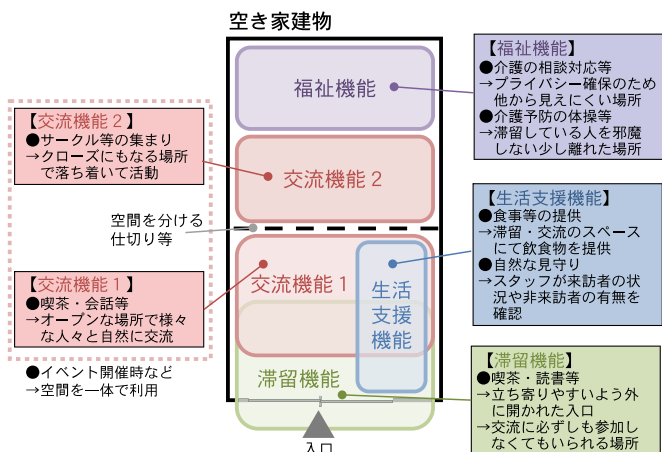 空き家建物
福祉機能
交流機能2
交流機能1
生活
支援
機能
滞留機能
入口
【交流機能2】
●サークル等の集まり
→クローズにもなる場所
で落ち着いて活動
空間を分ける
仕切り等
【交流機能1】
●喫茶・会話等
→オープンな場所で様々
な人々と自然に交流
●イベント開催時など
→空間を一体で利用
【福祉機能】
●介護の相談対応等
→プライバシー確保のため
他から見えにくい場所
●介護予防の体操等
→滞留している人を邪魔
しない少し離れた場所
【生活支援機能】
●食事等の提供
→滞留・交流のスペース
にて飲食物を提供
●自然な見守り
→スタッフが来訪者の状
況や非来訪者の有無を
確認
【滞留機能】
●喫茶・読書等
→立ち寄りやすいよう外
に開かれた入口
→交流に必ずしも参加し
なくてもいられる場所